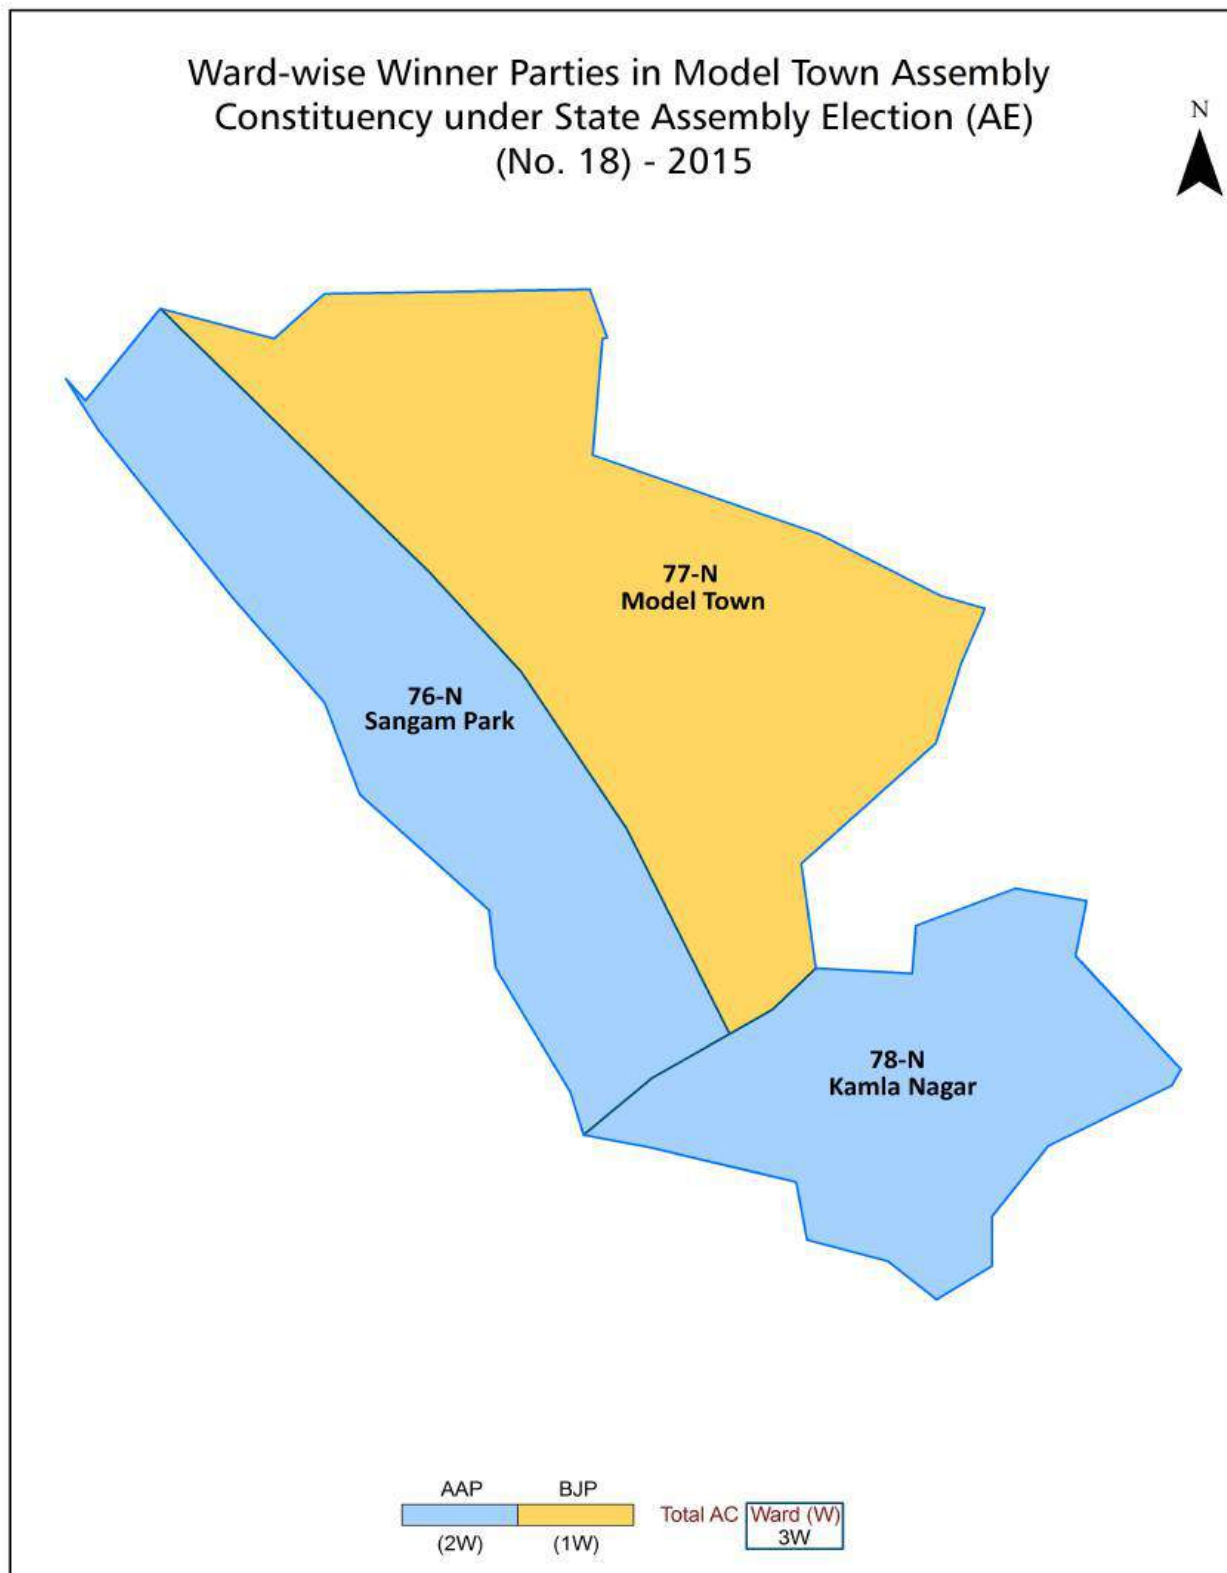 Ward-wise Winner Parties in Model Town Assembly
Constituency under State Assembly Election (AE)
(No. 18) - 2015
N
77-N
Model Town
76-N
Sangam Park
78-N
Kamla Nagar
AAP BJP
Total AC Ward (W)
3W
(2W) (1W)